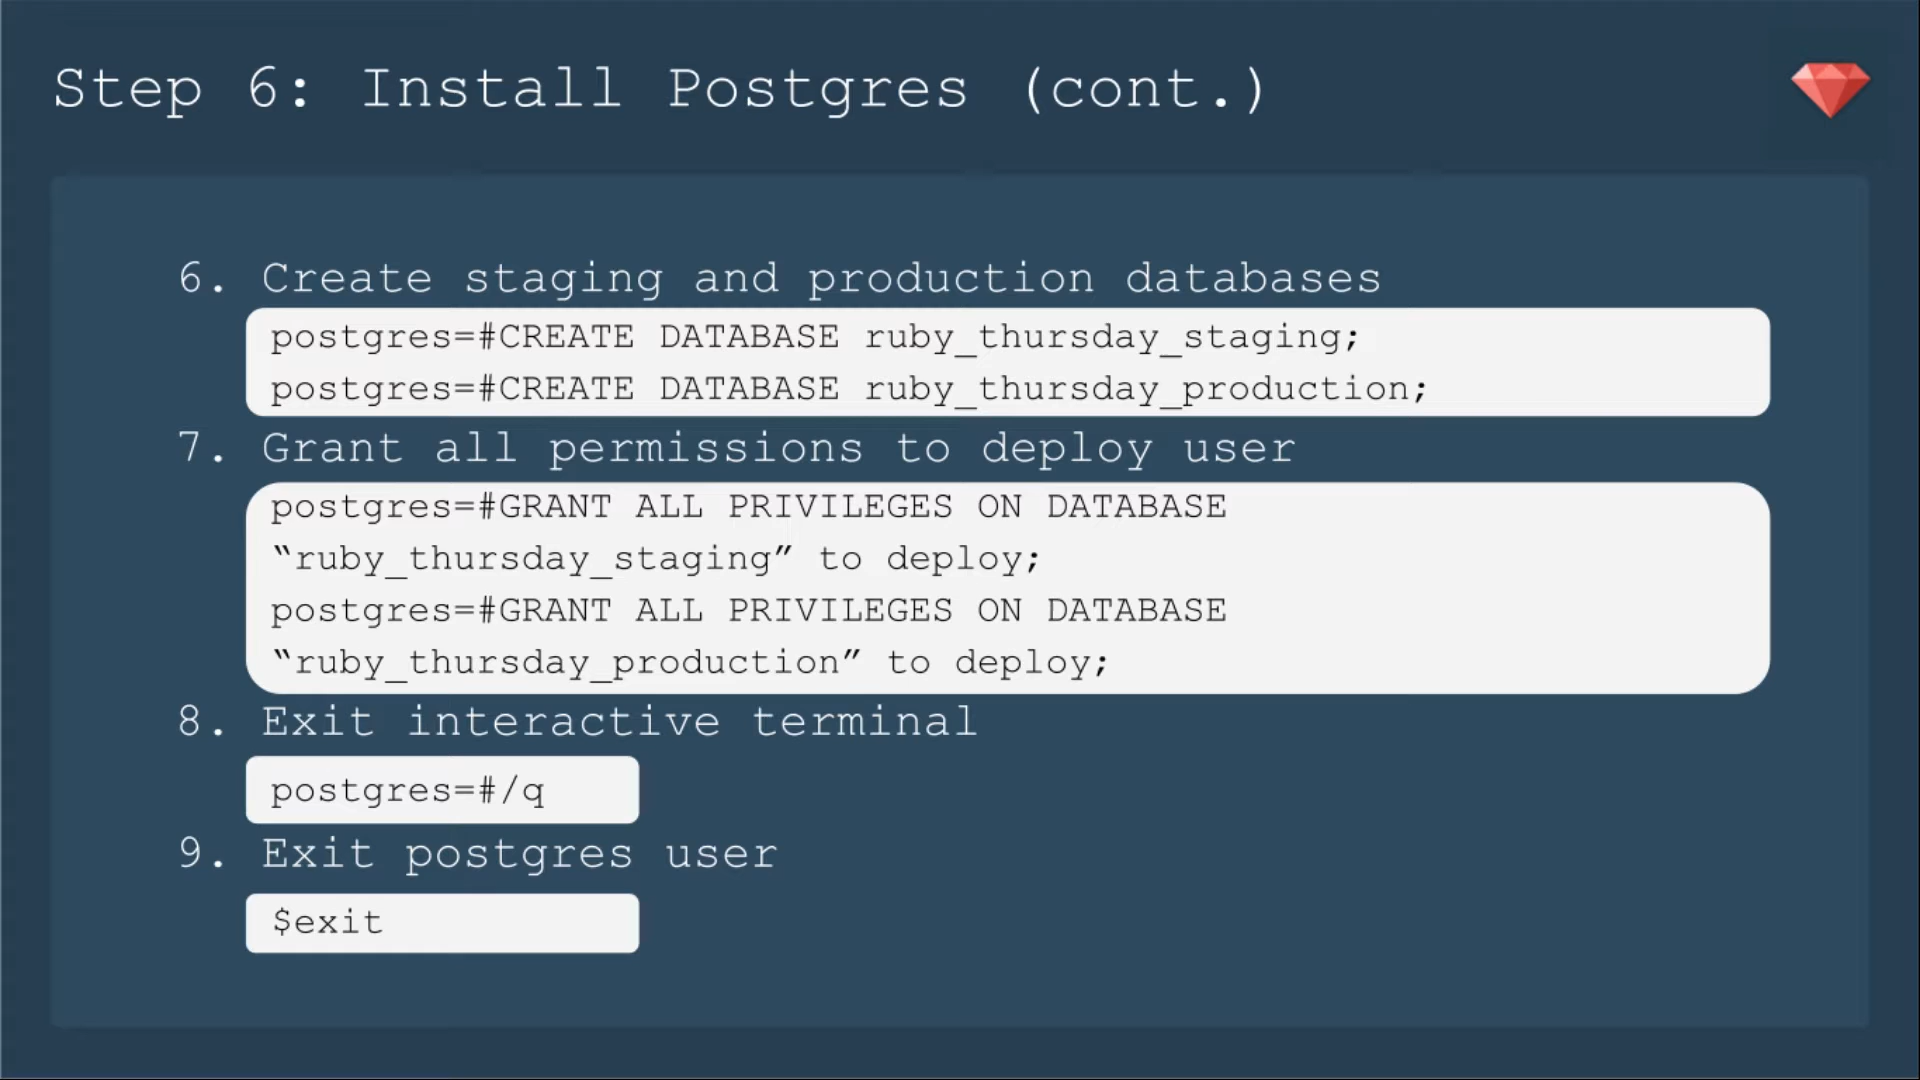 Step 6: Install Postgres (cont.)
6. Create staging and production databases
postgres=#CREATE DATABASE ruby_thursday_staging;
postgres=#CREATE DATABASE ruby_thursday_production;
7. Grant all permissions to deploy user
postgres=#GRANT ALL PRIVILEGES ON DATABASE
“ruby_thursday_staging” to deploy;
postgres=#GRANT ALL PRIVILEGES ON DATABASE
“ruby_thursday_production” to deploy;
8. Exit interactive terminal
postgres=#/q
9. Exit postgres user
$exit